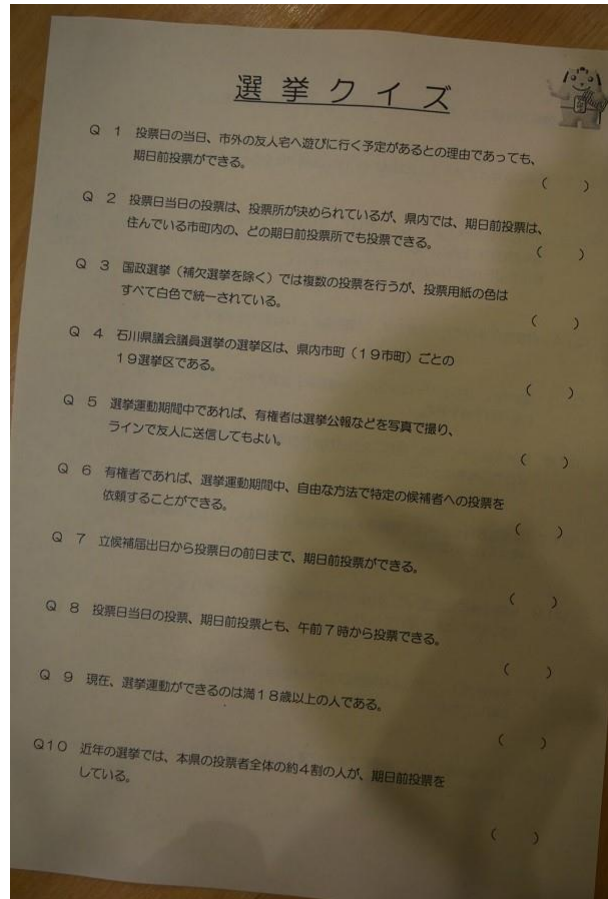 選挙クイズ
Q 1 投票日の当日、市外の友人宅へ遊びに行く予定があるとの理由であっても、
期日前投票ができる。
( )
Q 2 投票日当日の投票は、投票所が決められているが、県内では、期日前投票は、
住んでいる市町内の、どの期日前投票所でも投票できる。
( )
Q 3 国政選挙(補欠選挙を除く)では複数の投票を行うが、投票用紙の色は
すべて白色で統一されている。
( )
Q 4 石川県議会議員選挙の選挙区は、県内市町(19市町)ごとの
19選挙区である。
( )
Q 5 選挙運動期間中であれば、有権者は選挙公報などを写真で撮り、
ラインで友人に送信してもよい。
( )
Q 6 有権者であれば、選挙運動期間中、自由な方法で特定の候補者への投票を
依頼することができる。
( )
Q 7 立候補届出日から投票日の前日まで、期日前投票ができる。
( )
Q 8 投票日当日の投票、期日前投票とも、午前7時から投票できる。
( )
Q 9 現在、選挙運動ができるのは満18歳以上の人である。
( )
Q10 近年の選挙では、本県の投票者全体の約4割の人が、期日前投票を
している。
( )